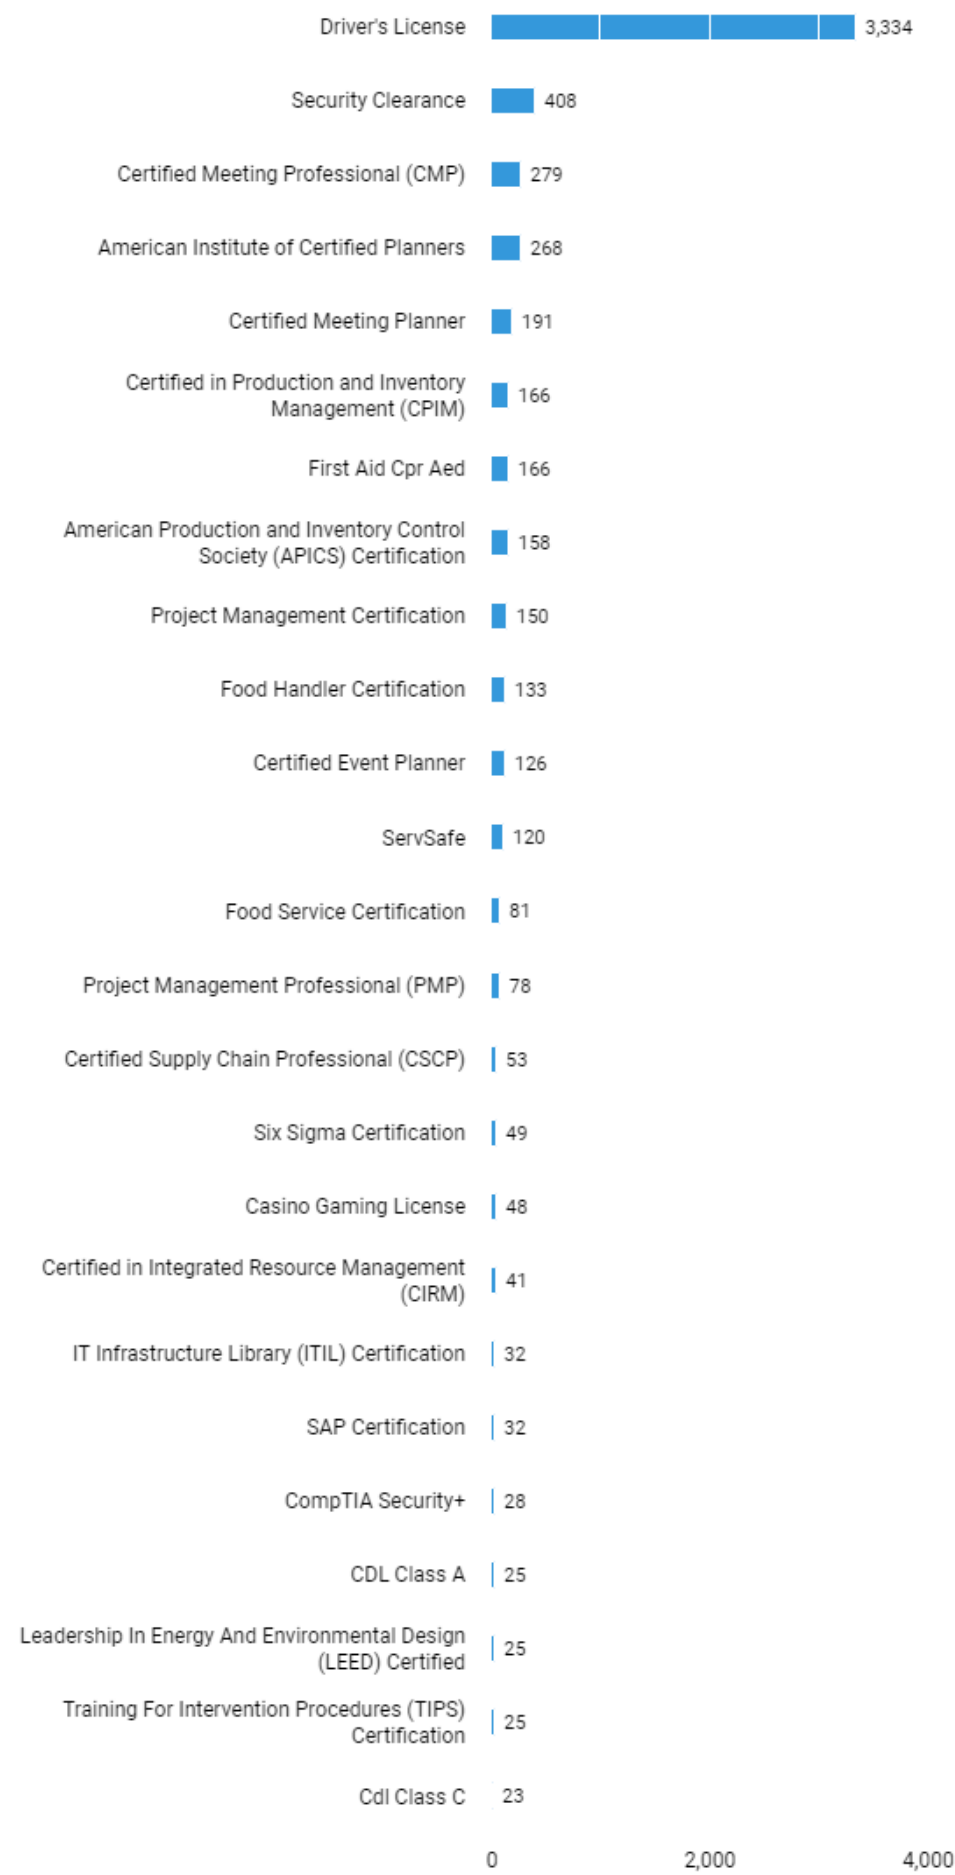 Driver's License 3,334
Security Clearance 408
Certified Meeting Professional (CMP) 279
American Institute of Certified Planners 268
Certified Meeting Planner 191
Certified in Production and Inventory
Management (CPIM) 166
First Aid Cpr Aed 166
American Production and Inventory Control
Society (APICS) Certification 158
Project Management Certification 150
Food Handler Certification 133
Certified Event Planner 126
ServSafe 120
Food Service Certification 81
Project Management Professional (PMP) 78
Certified Supply Chain Professional (CSCP) 53
Six Sigma Certification 49
Casino Gaming License 48
Certified in Integrated Resource Management
(CIRM) 41
IT Infrastructure Library (ITIL) Certification 32
SAP Certification 32
CompTIA Security+ 28
CDL Class A 25
Leadership In Energy And Environmental Design
(LEED) Certified 25
Training For Intervention Procedures (TIPS)
Certification 25
Cdl Class C 23
0 2,000 4,000